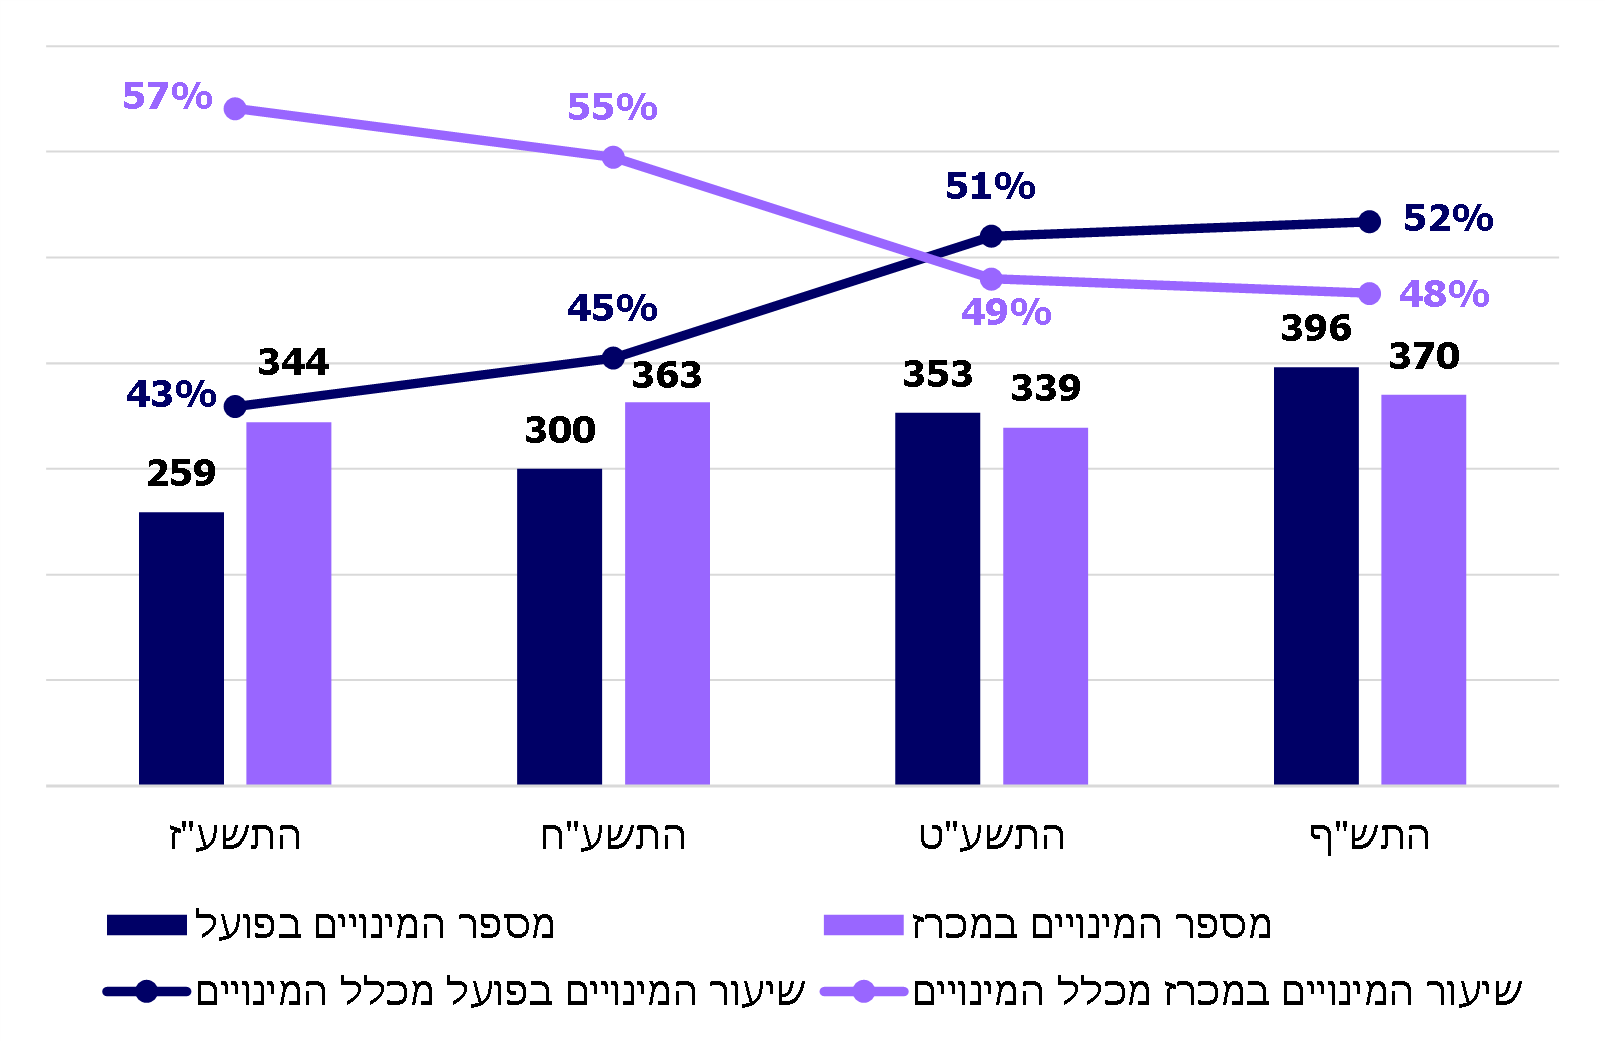 57%
55%
51%
52%
45%
49%
48%
43%
344
363
353
339
396
370
259
300
התשע"ז
התשע"ח
התשע"ט
התש"ף
מספר המינויים בפועל
מספר המינויים במכרז
שיעור המינויים בפועל מכלל המינויים
שיעור המינויים במכרז מכלל המינויים